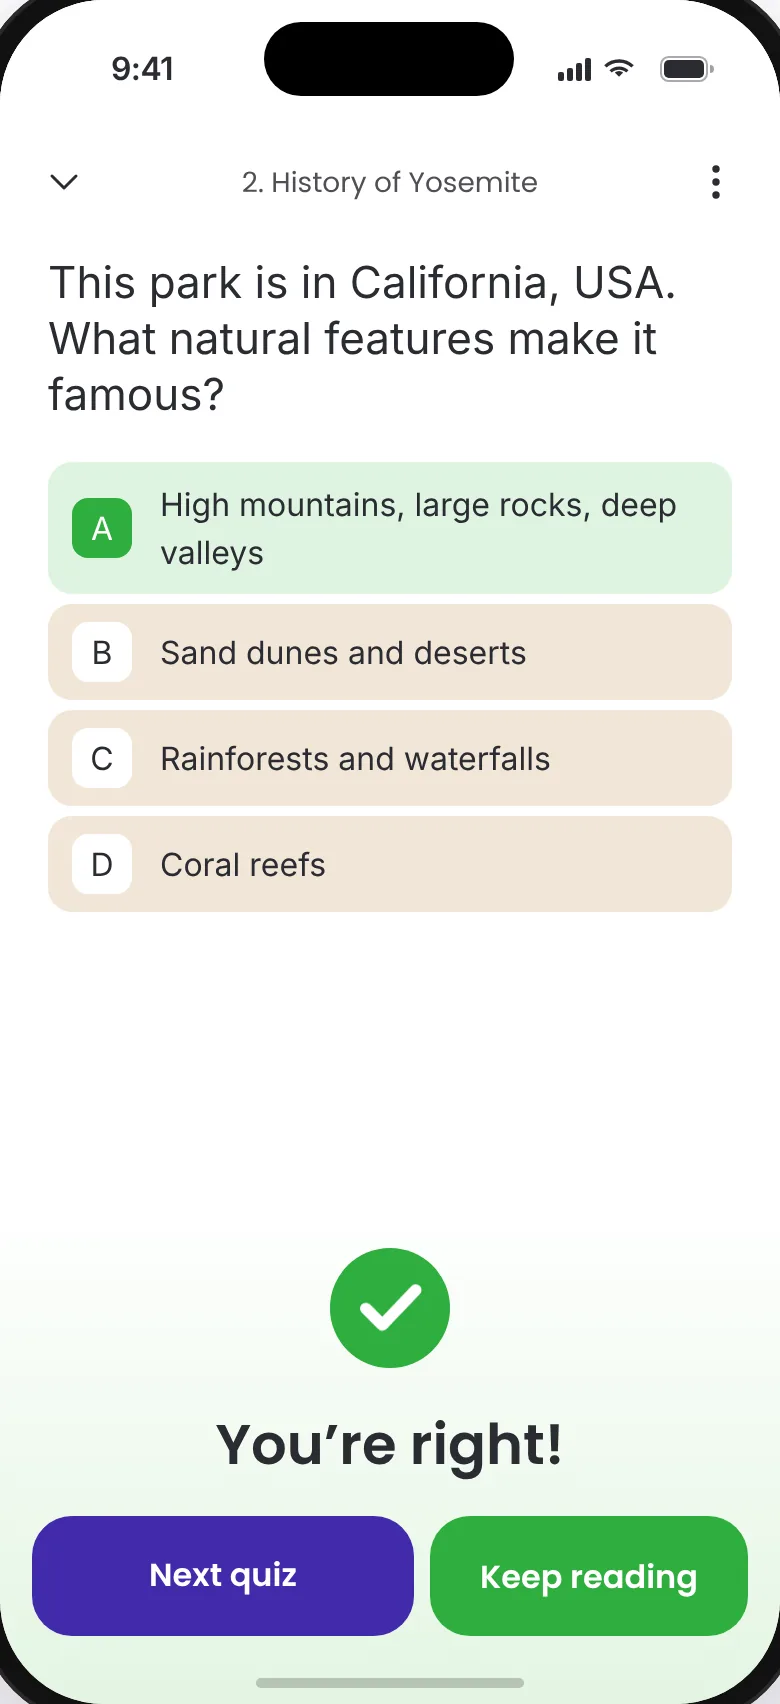 9:41
2. History of Yosemite
This park is in California, USA.
What natural features make it
famous?
A
High mountains, large rocks, deep
valleys
B Sand dunes and deserts
C Rainforests and waterfalls
D Coral reefs
You’re right!
Next quiz
Keep reading